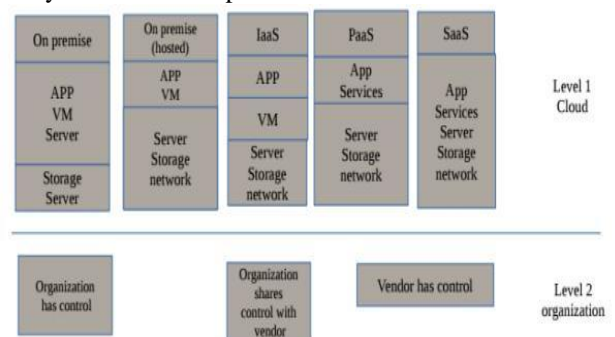 On premise
APP
VM
Server
Storage
Server
On premise
(hosted)
APP
VM
Server
Storage
network
IaaS
APP
VM
Server
Storage
network
PaaS
App
Services
Server
Storage
network
SaaS
App
Services
Server
Storage
network
Level 1
Cloud
Organization
has control
Organization
shares
control with
vendor
Vendor has control
Level 2
organization